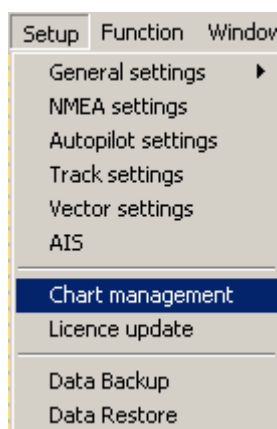 Setup Function Window
General settings
NMEA settings
Autopilot settings
Track settings
Vector settings
AIS
Chart management
Licence update
Data Backup
Data Restore